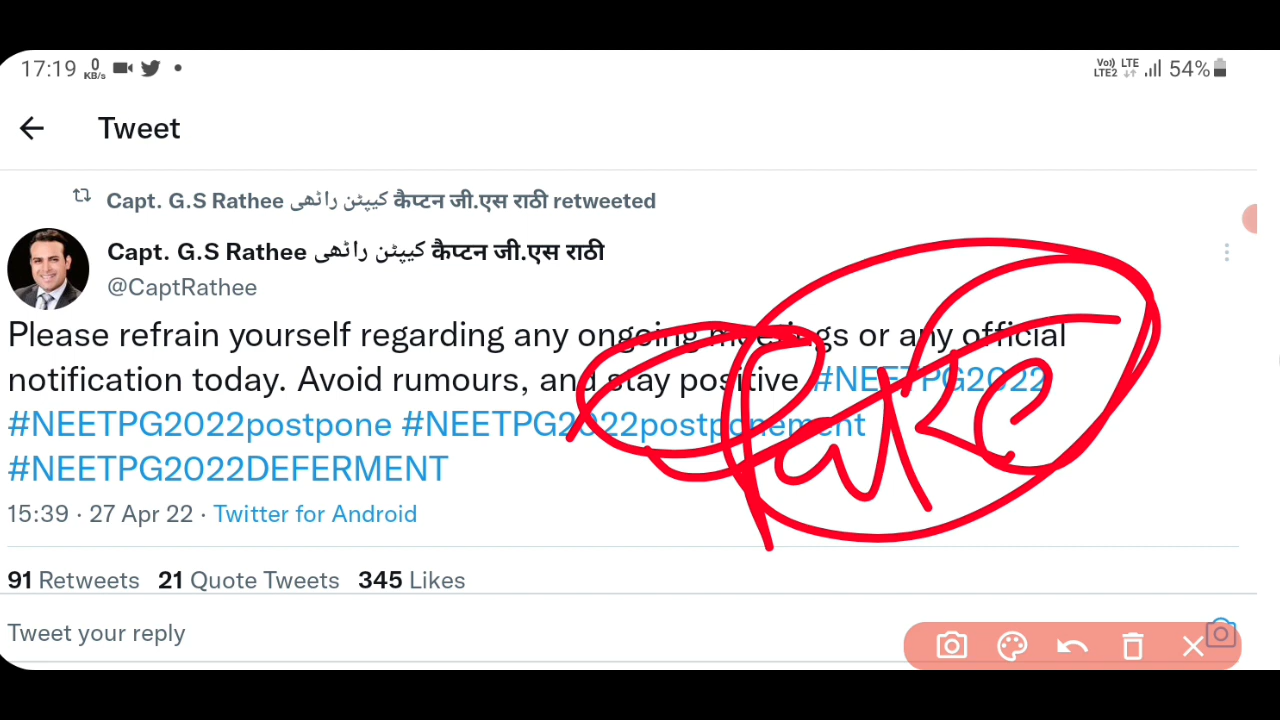 17:19 0 KB/s Vo)) LTE2 LTE 54%
Tweet
Capt. G.S Rathee کیپٹن راٹھی कैप्टन जी.एस राठी retweeted
Capt. G.S Rathee کیپٹن راٹھی कैप्टन जी.एस राठी
@CaptRathee
Please refrain yourself regarding any ongoing meetings or any official
notification today. Avoid rumours, and stay positive #NEETPG2022
#NEETPG2022postpone #NEETPG2022postponement
#NEETPG2022DEFERMENT
fake
15:39 · 27 Apr 22 · Twitter for Android
91 Retweets 21 Quote Tweets 345 Likes
Tweet your reply